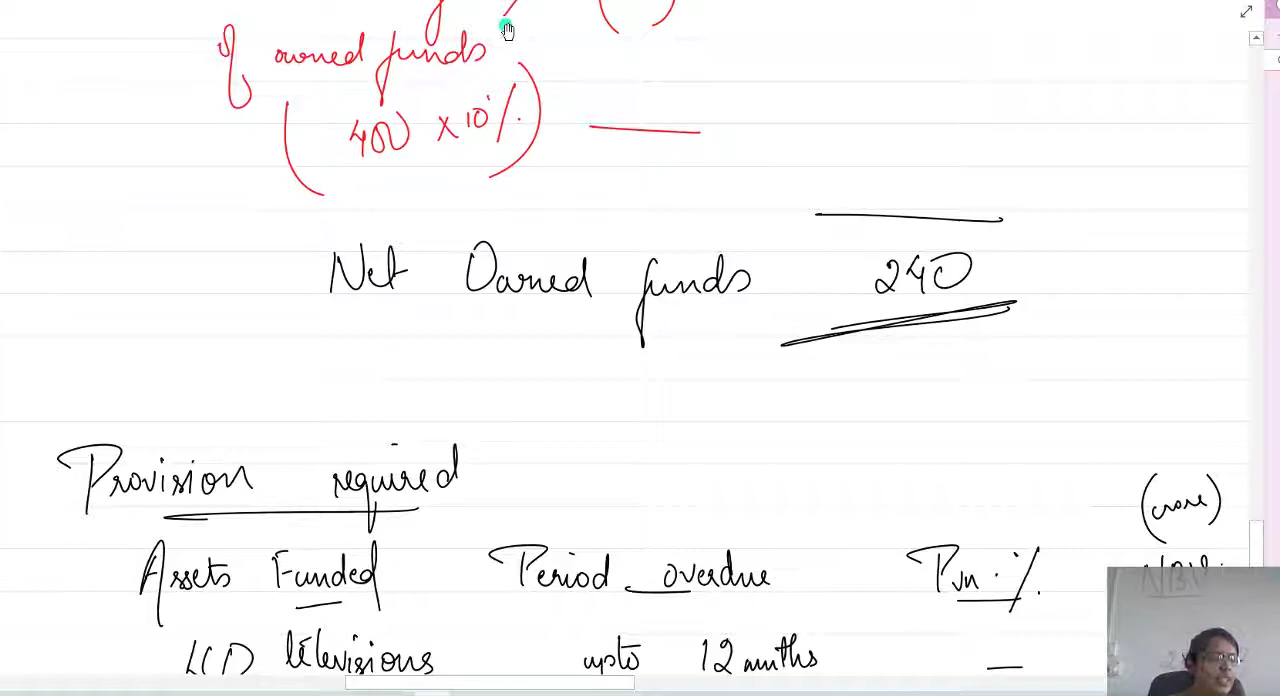 of owned funds
(400 x 10%)
Net Owned funds 240
Provision required
(crore)
Assets Funded Period overdue Pvn. %
LCD televisions upto 12 months —